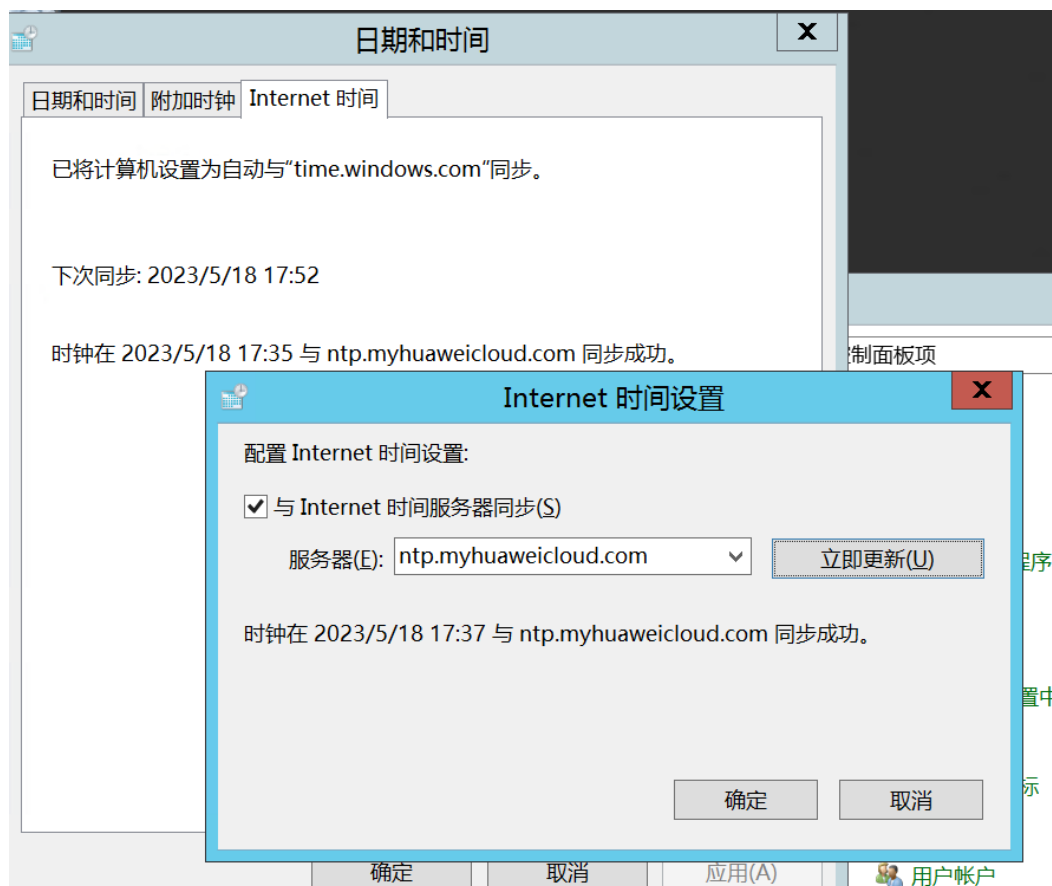 日期和时间
日期和时间 附加时钟 Internet 时间
已将计算机设置为自动与“time.windows.com”同步。
下次同步: 2023/5/18 17:52
时钟在 2023/5/18 17:35 与 ntp.myhuaweicloud.com 同步成功。
制面板项
Internet 时间设置
配置 Internet 时间设置:
与 Internet 时间服务器同步(S)
服务器(E): ntp.myhuaweicloud.com 立即更新(U)
程序
时钟在 2023/5/18 17:37 与 ntp.myhuaweicloud.com 同步成功。
置中
标
确定 取消
确定 取消 应用(A)
用户帐户